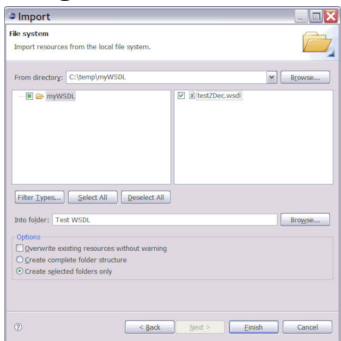 Import
File system
Import resources from the local file system.
From directory: C:\temp\myWSDL
Browse...
myWSDL
testZDec.wsdl
Filter Types...
Select All
Deselect All
Into folder: Test WSDL
Browse...
Options
Overwrite existing resources without warning
Create complete folder structure
Create selected folders only
?
< Back
Next >
Finish
Cancel